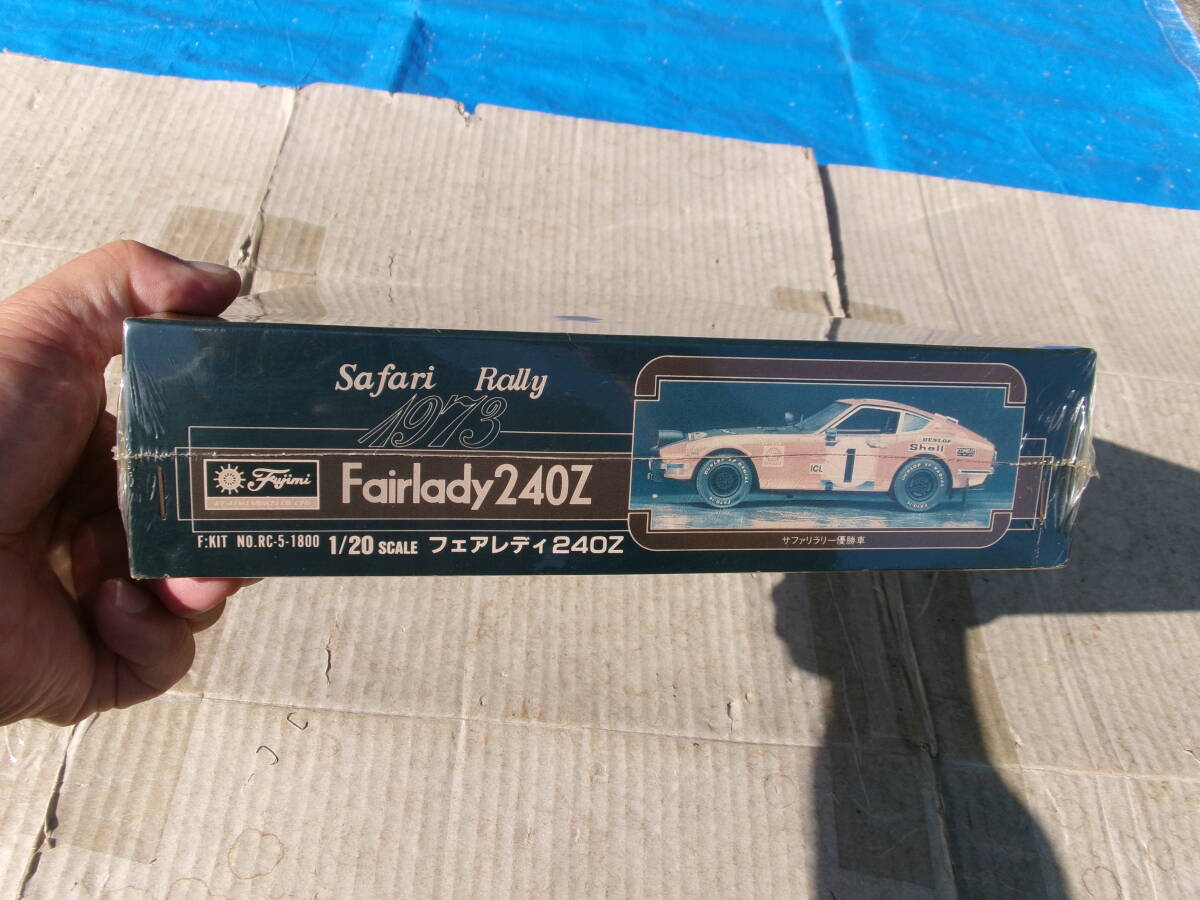 Safari Rally
1973
Fujimi
Fairlady240Z
F:KIT NO.RC-5-1800 1/20 SCALE フェアレディ240Z
DUNLOP
Shell
ICL
1
サファリラリー優勝車